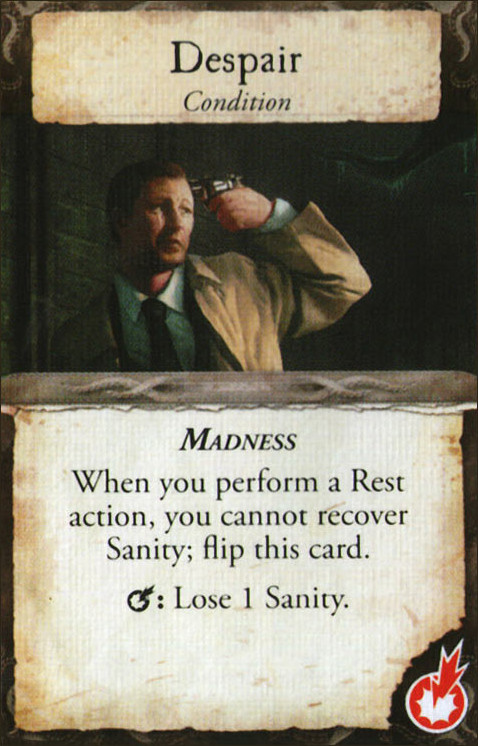 Despair
Condition
MADNESS
When you perform a Rest
action, you cannot recover
Sanity; flip this card.
: Lose 1 Sanity.